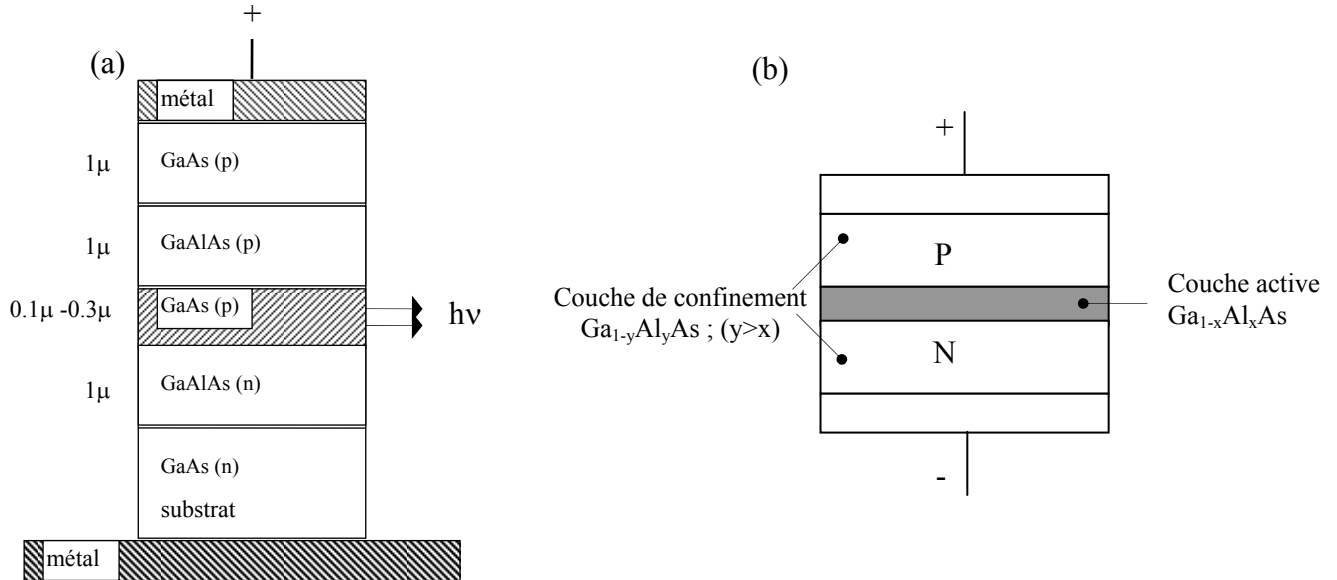 +
(a)
métal
1μ
GaAs (p)
1μ
GaAlAs (p)
0.1μ -0.3μ
GaAs (p)
hν
1μ
GaAlAs (n)
GaAs (n)
substrat
métal
(b)
+
P
Couche de confinement
Ga1-yAlyAs ; (y>x)
Couche active
Ga1-xAlxAs
N
-